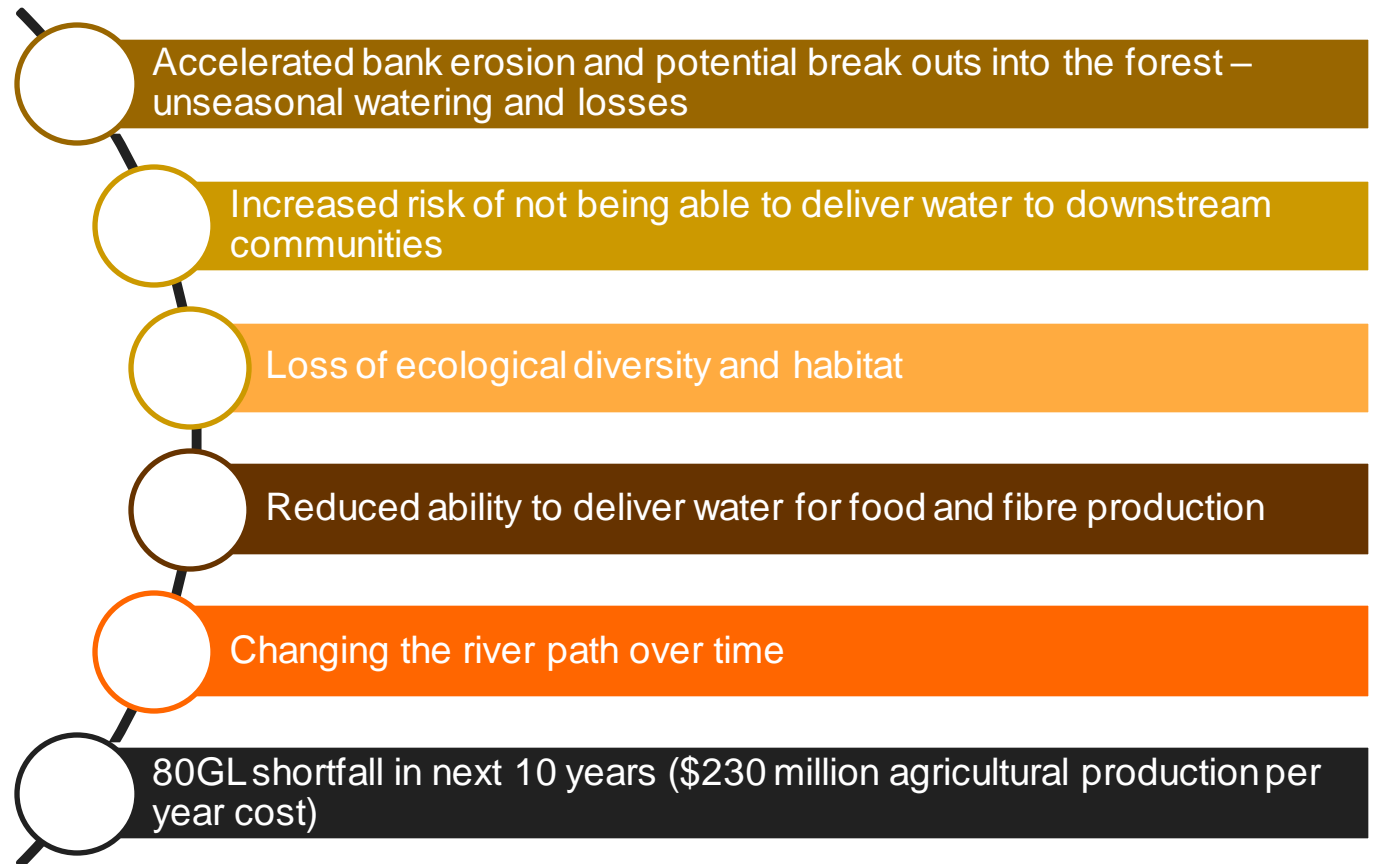 Accelerated bank erosion and potential break outs into the forest –
unseasonal watering and losses
Increased risk of not being able to deliver water to downstream
communities
Loss of ecological diversity and habitat
Reduced ability to deliver water for food and fibre production
Changing the river path over time
80GL shortfall in next 10 years ($230 million agricultural production per
year cost)